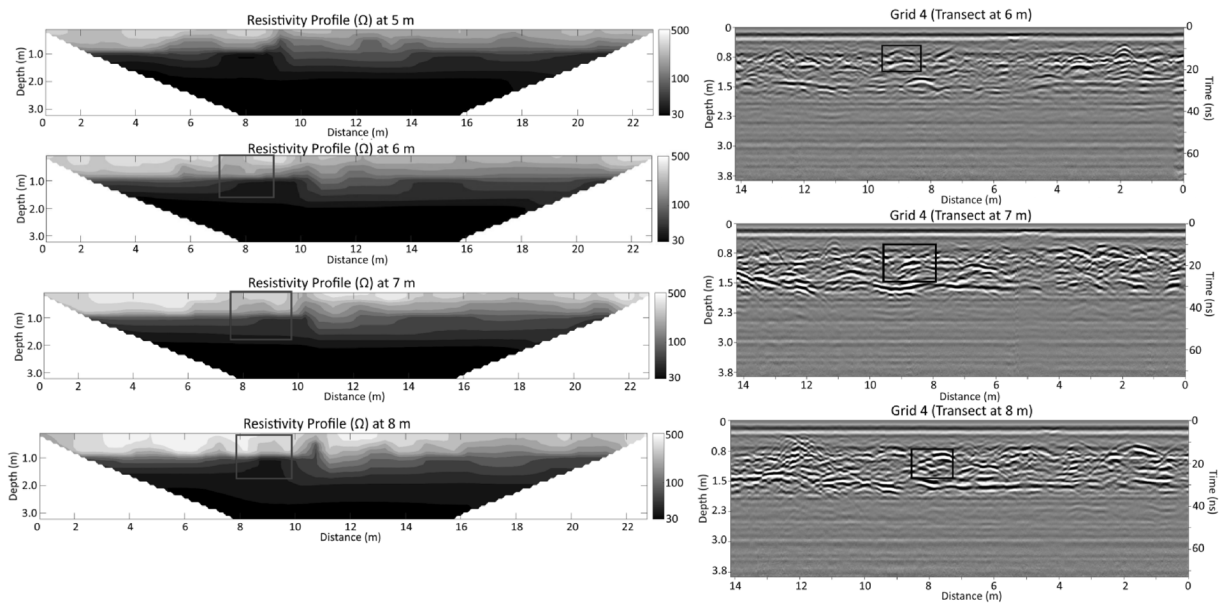 Resistivity Profile (Ω) at 5 m
Depth (m)
1.0
2.0
3.0
0 2 4 6 8 10 12 14 16 18 20 22
Distance (m)
500
100
30
Resistivity Profile (Ω) at 6 m
Depth (m)
1.0
2.0
3.0
0 2 4 6 8 10 12 14 16 18 20 22
Distance (m)
500
100
30
Resistivity Profile (Ω) at 7 m
Depth (m)
1.0
2.0
3.0
0 2 4 6 8 10 12 14 16 18 20 22
Distance (m)
500
100
30
Resistivity Profile (Ω) at 8 m
Depth (m)
1.0
2.0
3.0
0 2 4 6 8 10 12 14 16 18 20 22
Distance (m)
500
100
30
Grid 4 (Transect at 6 m)
Depth (m)
0
0.8
1.5
2.3
3.0
3.8
14 12 10 8 6 4 2 0
Distance (m)
0
20
40
60
Time (ns)
Grid 4 (Transect at 7 m)
Depth (m)
0
0.8
1.5
2.3
3.0
3.8
14 12 10 8 6 4 2 0
Distance (m)
0
20
40
60
Time (ns)
Grid 4 (Transect at 8 m)
Depth (m)
0
0.8
1.5
2.3
3.0
3.8
14 12 10 8 6 4 2 0
Distance (m)
0
20
40
60
Time (ns)